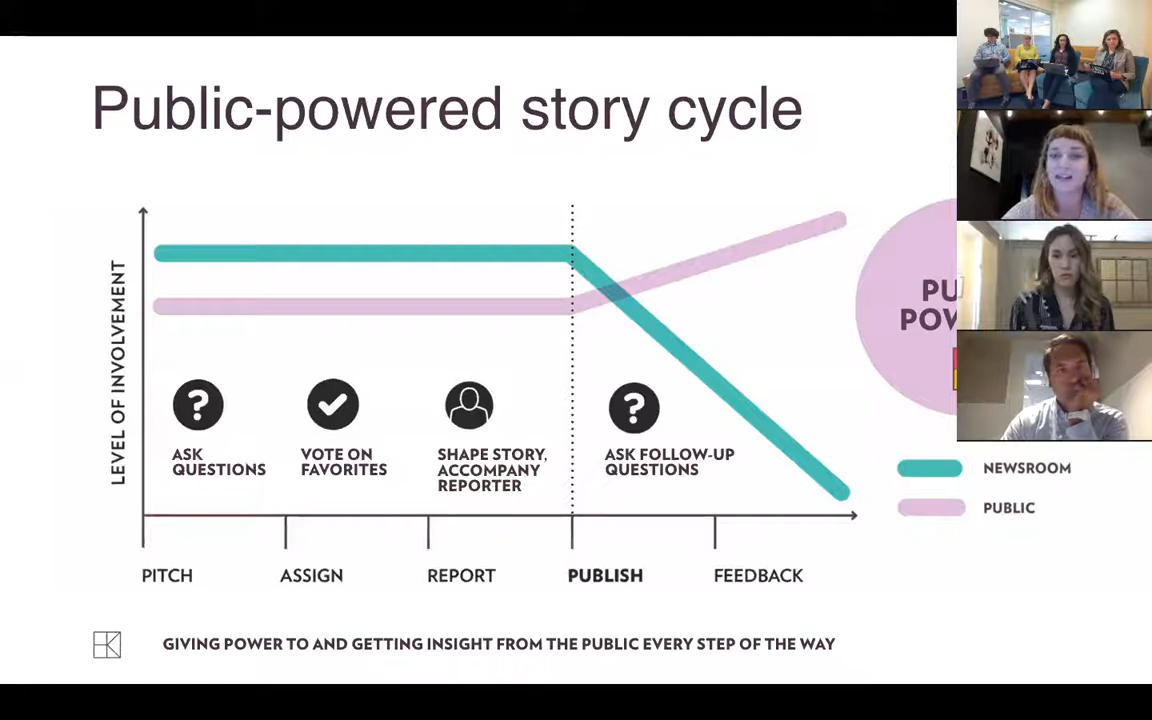 Public-powered story cycle
LEVEL OF INVOLVEMENT
?
?
ASK
QUESTIONS
VOTE ON
FAVORITES
SHAPE STORY,
ACCOMPANY
REPORTER
ASK FOLLOW-UP
QUESTIONS
PITCH
ASSIGN
REPORT
PUBLISH
FEEDBACK
NEWSROOM
PUBLIC
GIVING POWER TO AND GETTING INSIGHT FROM THE PUBLIC EVERY STEP OF THE WAY